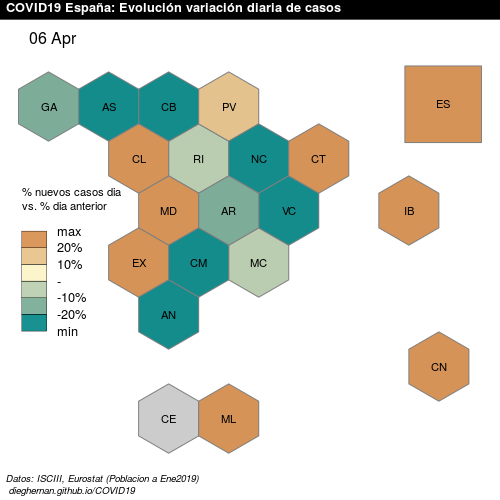 COVID19 España: Evolución variación diaria de casos
06 Apr
GA AS CB PV ES
CL RI NC CT
MD AR VC IB
EX CM MC
AN
CN
CE ML
% nuevos casos dia
vs. % dia anterior
max
20%
10%
-
-10%
-20%
min
Datos: ISCIII, Eurostat (Poblacion a Ene2019)
dieghernan.github.io/COVID19